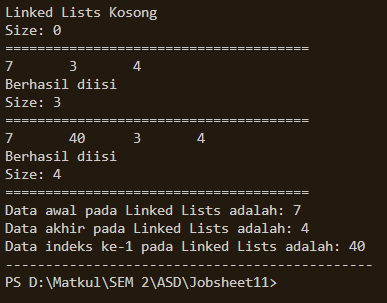 Linked Lists Kosong
Size: 0
======================================
7       3       4
Berhasil diisi
Size: 3
======================================
7       40      3       4
Berhasil diisi
Size: 4
======================================
Data awal pada Linked Lists adalah: 7
Data akhir pada Linked Lists adalah: 4
Data indeks ke-1 pada Linked Lists adalah: 40
----------------------------------------------
PS D:\Matkul\SEM 2\ASD\Jobsheet11>